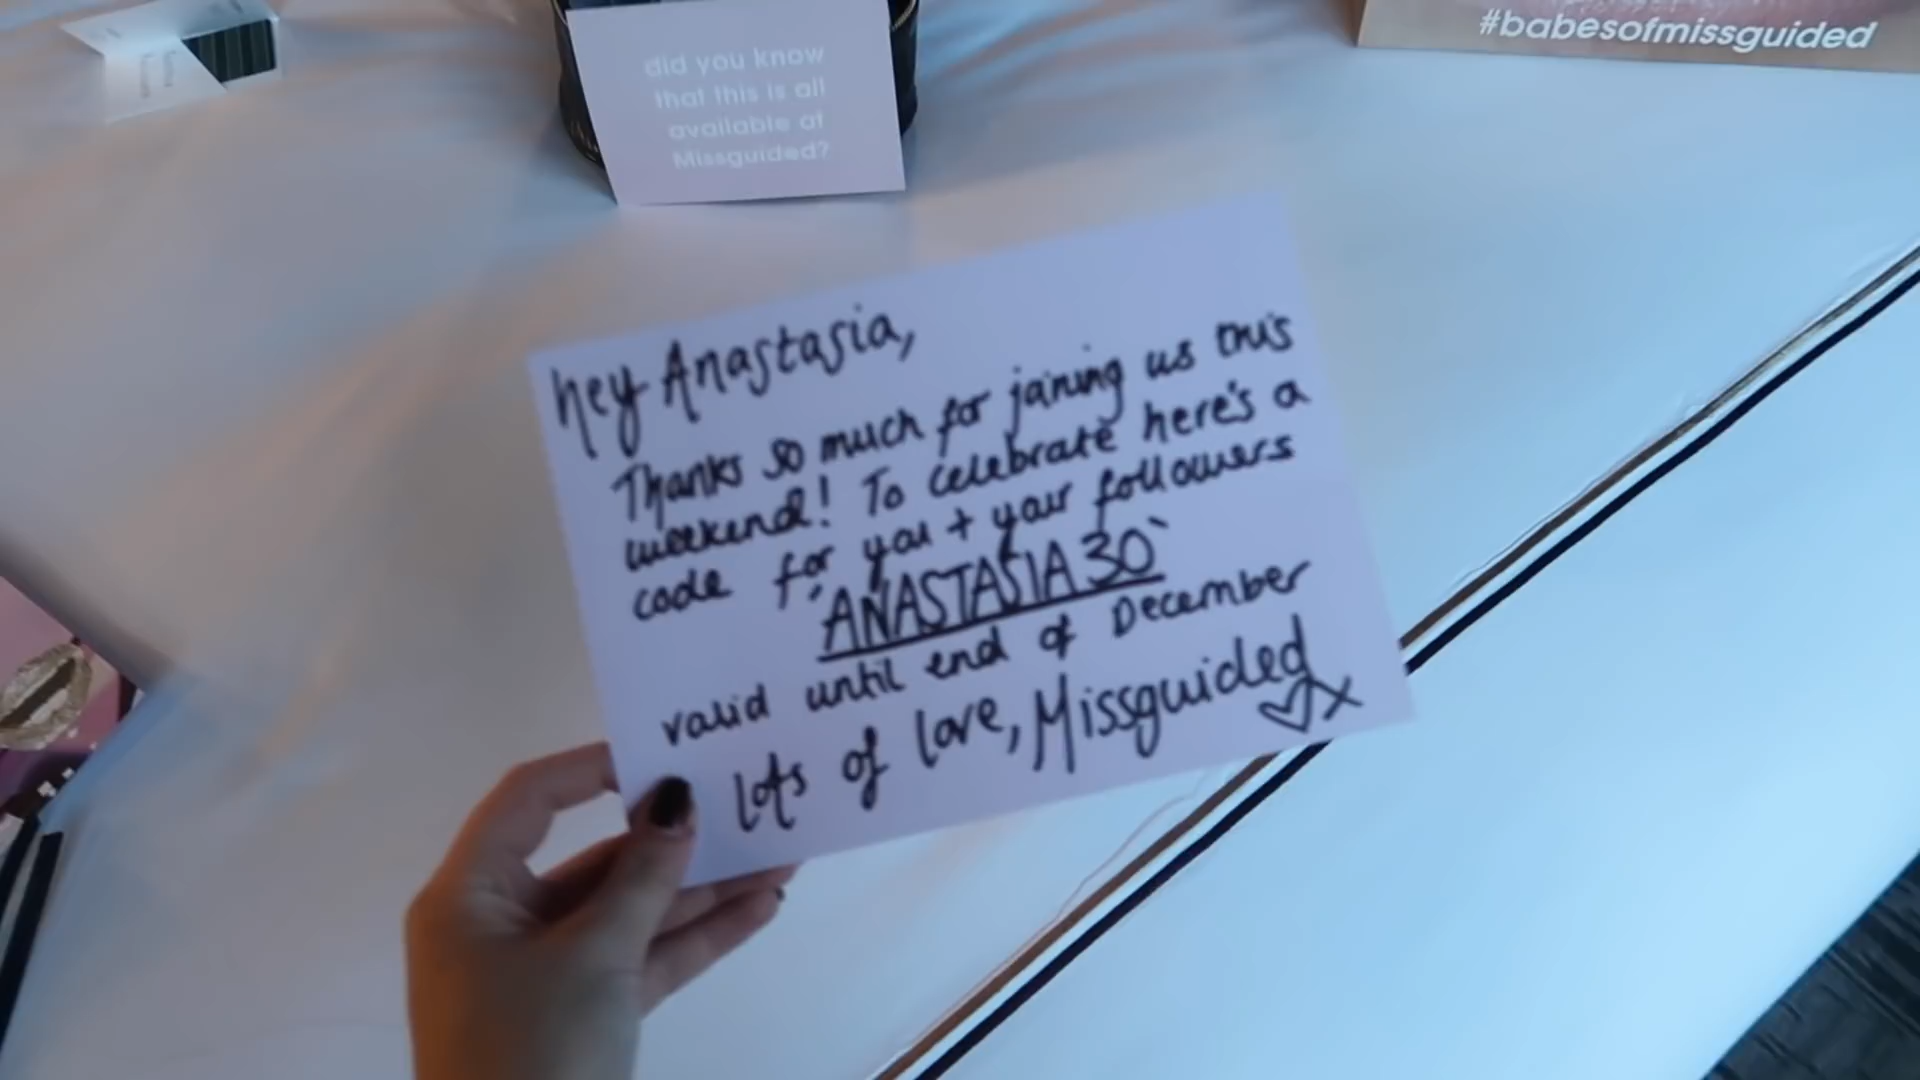 #babesofmissguided
did you know
that this is all
available at
Missguided?
hey Anastasia,
Thanks so much for joining us this
weekend! To celebrate here's a
code for you + your followers
'ANASTASIA30'
valid until end of December
lots of love, Missguided
♡x